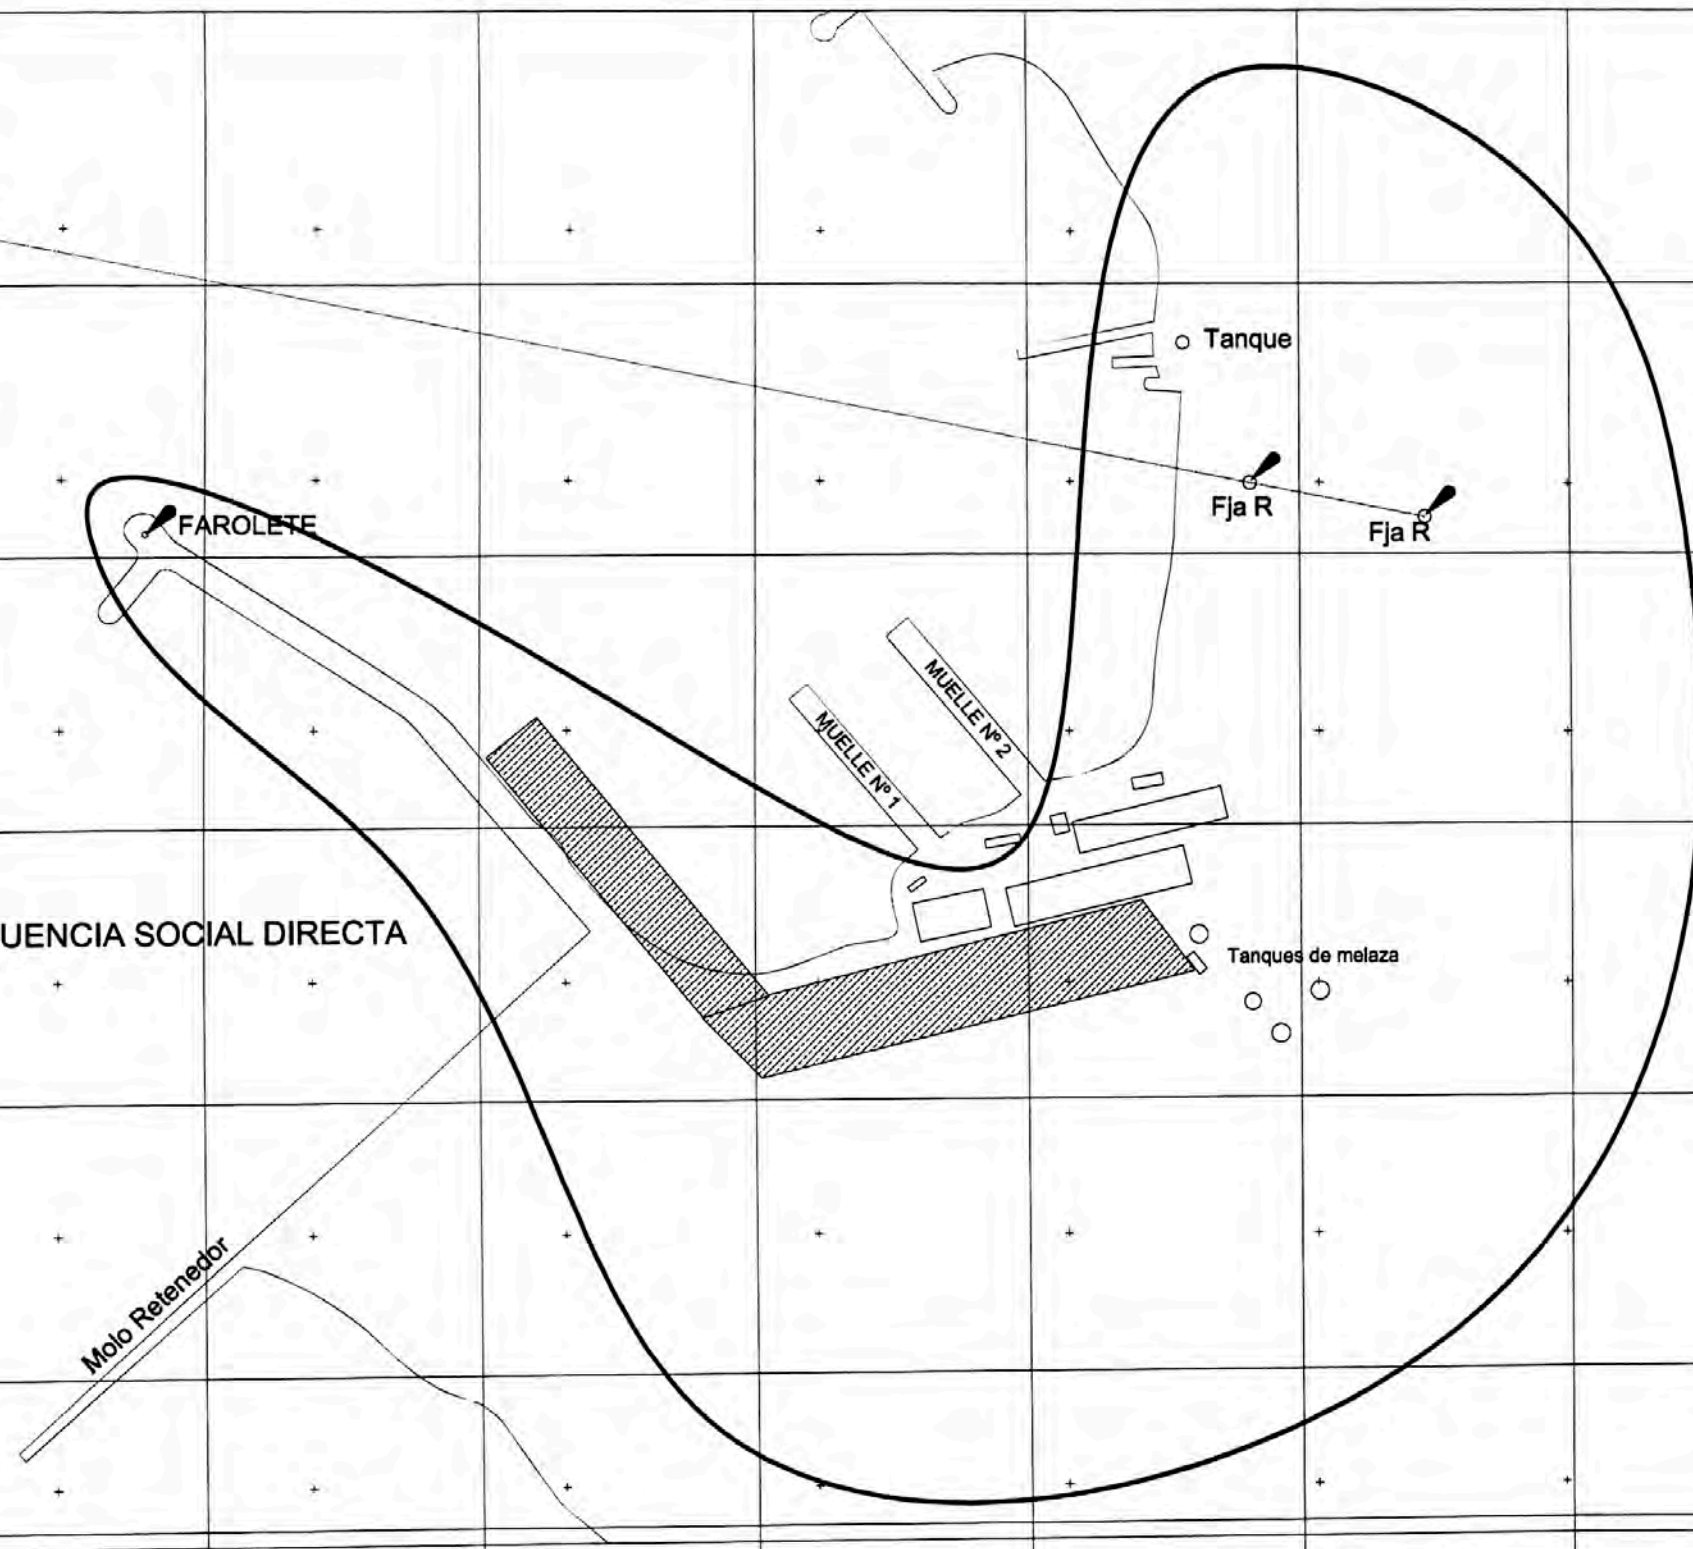 Tanque
Fja R
Fja R
FAROLETE
MUELLE Nº 2
MUELLE Nº 1
UENCIA SOCIAL DIRECTA
Tanques de melaza
Molo Retenedor